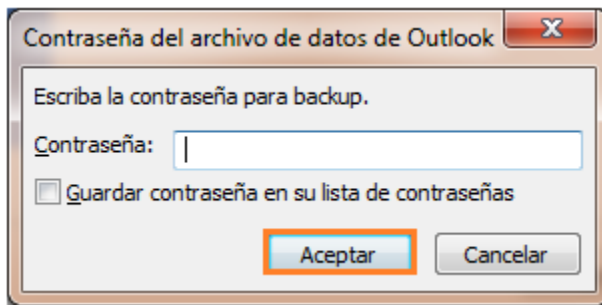 Contraseña del archivo de datos de Outlook
Escriba la contraseña para backup.
Contraseña:
Guardar contraseña en su lista de contraseñas
Aceptar Cancelar